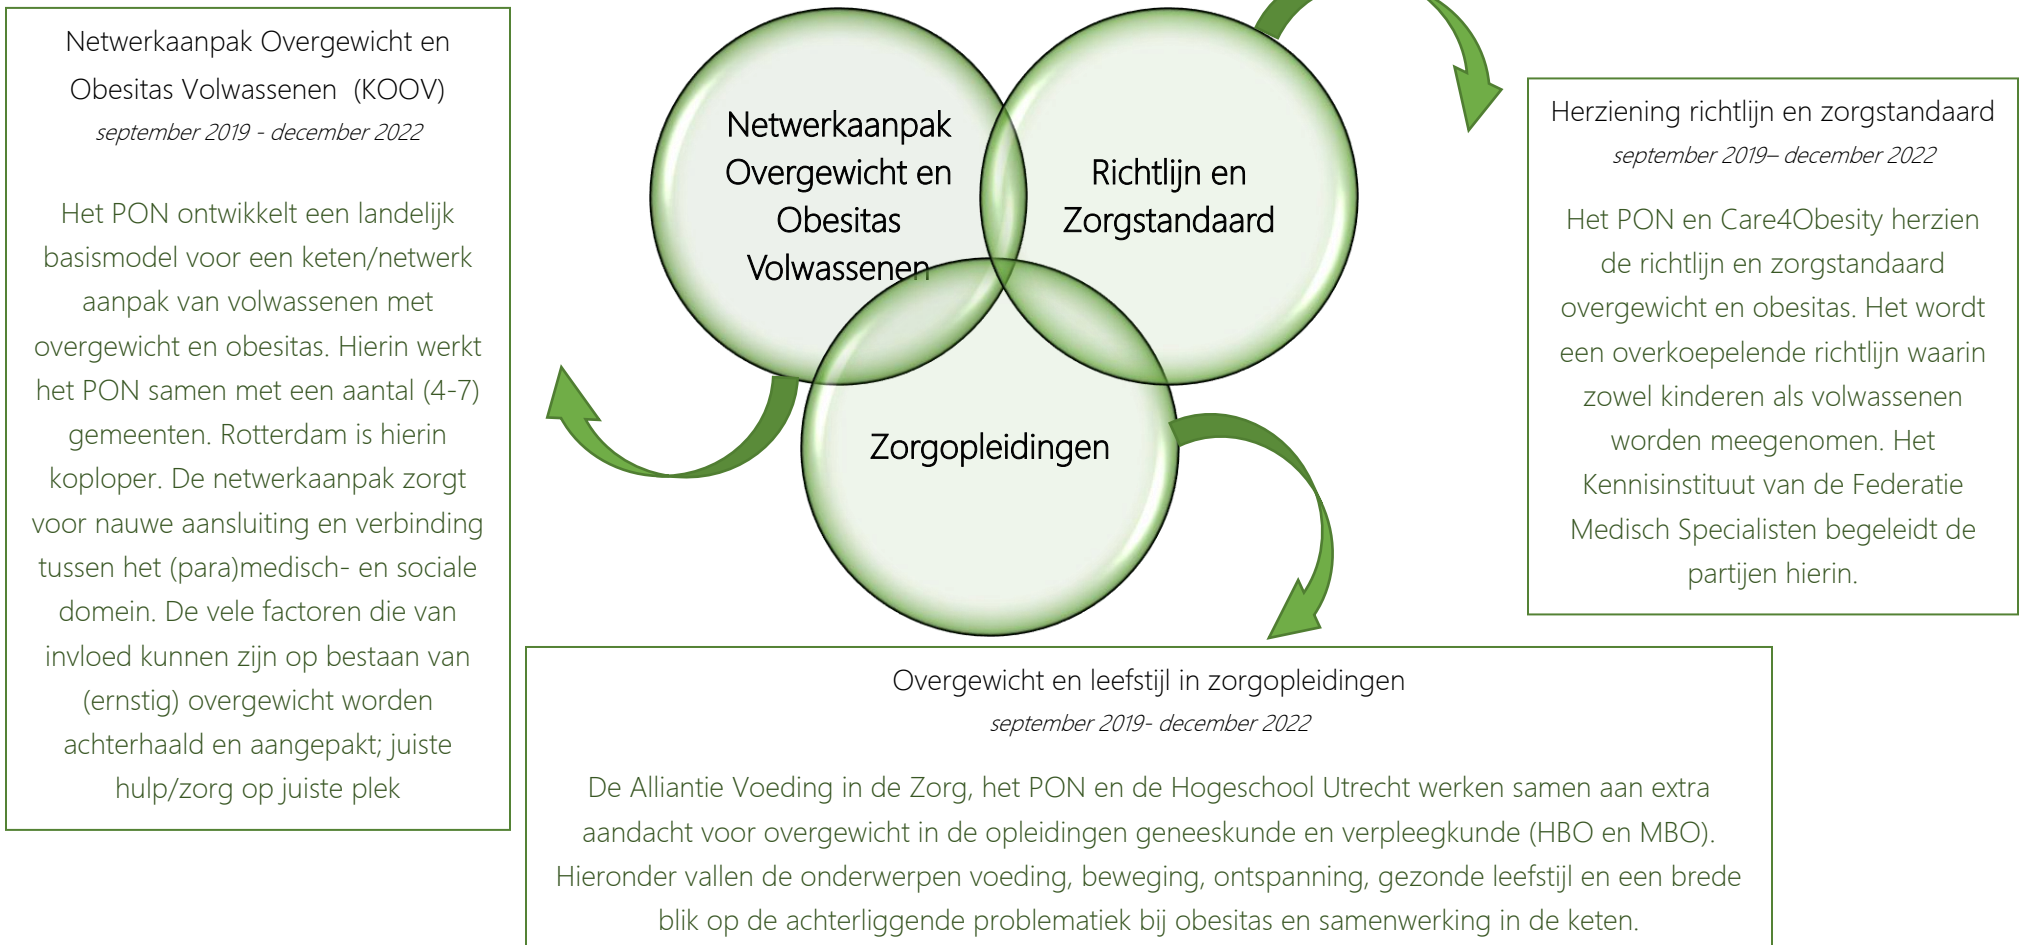 Netwerkaanpak Overgewicht en
Obesitas Volwassenen (KOOV)
september 2019 - december 2022
Het PON ontwikkelt een landelijk
basismodel voor een keten/netwerk
aanpak van volwassenen met
overgewicht en obesitas. Hierin werkt
het PON samen met een aantal (4-7)
gemeenten. Rotterdam is hierin
koploper. De netwerkaanpak zorgt
voor nauwe aansluiting en verbinding
tussen het (para)medisch- en sociale
domein. De vele factoren die van
invloed kunnen zijn op bestaan van
(ernstig) overgewicht worden
achterhaald en aangepakt; juiste
hulp/zorg op juiste plek
Netwerkaanpak
Overgewicht en
Obesitas
Volwassenen
Richtlijn en
Zorgstandaard
Zorgopleidingen
Herziening richtlijn en zorgstandaard
september 2019– december 2022
Het PON en Care4Obesity herzien
de richtlijn en zorgstandaard
overgewicht en obesitas. Het wordt
een overkoepelende richtlijn waarin
zowel kinderen als volwassenen
worden meegenomen. Het
Kennisinstituut van de Federatie
Medisch Specialisten begeleidt de
partijen hierin.
Overgewicht en leefstijl in zorgopleidingen
september 2019- december 2022
De Alliantie Voeding in de Zorg, het PON en de Hogeschool Utrecht werken samen aan extra
aandacht voor overgewicht in de opleidingen geneeskunde en verpleegkunde (HBO en MBO).
Hieronder vallen de onderwerpen voeding, beweging, ontspanning, gezonde leefstijl en een brede
blik op de achterliggende problematiek bij obesitas en samenwerking in de keten.